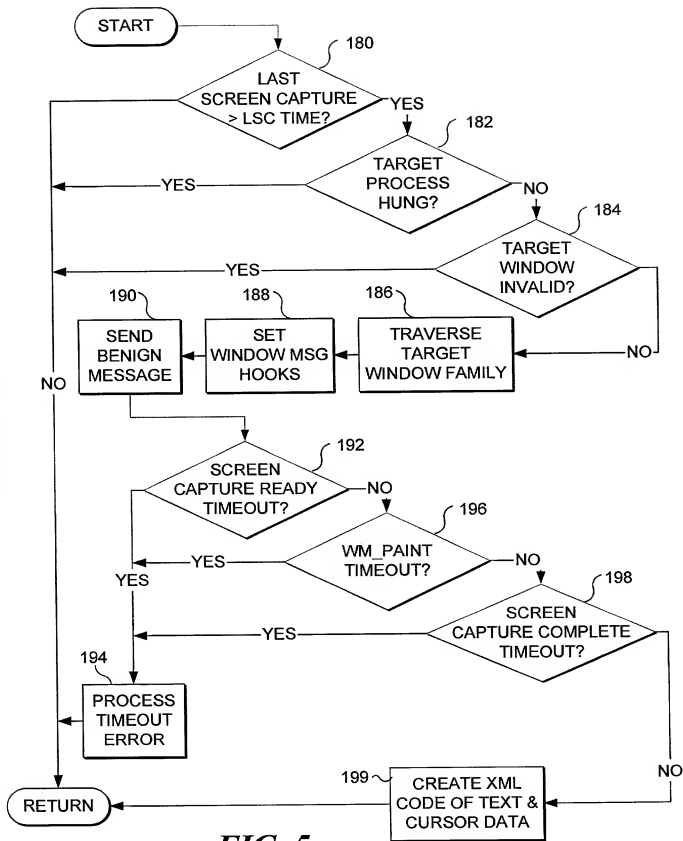 START
180
LAST
SCREEN CAPTURE
> LSC TIME?
YES
182
TARGET
PROCESS
HUNG?
YES
NO
184
TARGET
WINDOW
INVALID?
YES
190
188
186
SEND
BENIGN
MESSAGE
SET
WINDOW MSG
HOOKS
TRAVERSE
TARGET
WINDOW FAMILY
NO
NO
192
SCREEN
CAPTURE READY
TIMEOUT?
NO
196
WM_PAINT
TIMEOUT?
YES
NO
YES
198
SCREEN
CAPTURE COMPLETE
TIMEOUT?
YES
194
PROCESS
TIMEOUT
ERROR
NO
199
CREATE XML
CODE OF TEXT &
CURSOR DATA
RETURN
FIG. 5